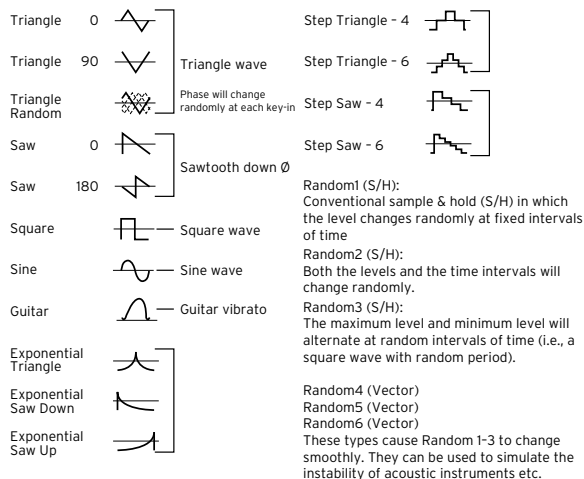 Triangle 0
Triangle 90
Triangle wave
Triangle
Random
Phase will change
randomly at each key-in
Saw 0
Saw 180
Sawtooth down Ø
Square
Square wave
Sine
Sine wave
Guitar
Guitar vibrato
Exponential
Triangle
Exponential
Saw Down
Exponential
Saw Up
Step Triangle – 4
Step Triangle – 6
Step Saw – 4
Step Saw – 6
Random1 (S/H):
Conventional sample & hold (S/H) in which
the level changes randomly at fixed intervals
of time
Random2 (S/H):
Both the levels and the time intervals will
change randomly.
Random3 (S/H):
The maximum level and minimum level will
alternate at random intervals of time (i.e., a
square wave with random period).
Random4 (Vector)
Random5 (Vector)
Random6 (Vector)
These types cause Random 1–3 to change
smoothly. They can be used to simulate the
instability of acoustic instruments etc.